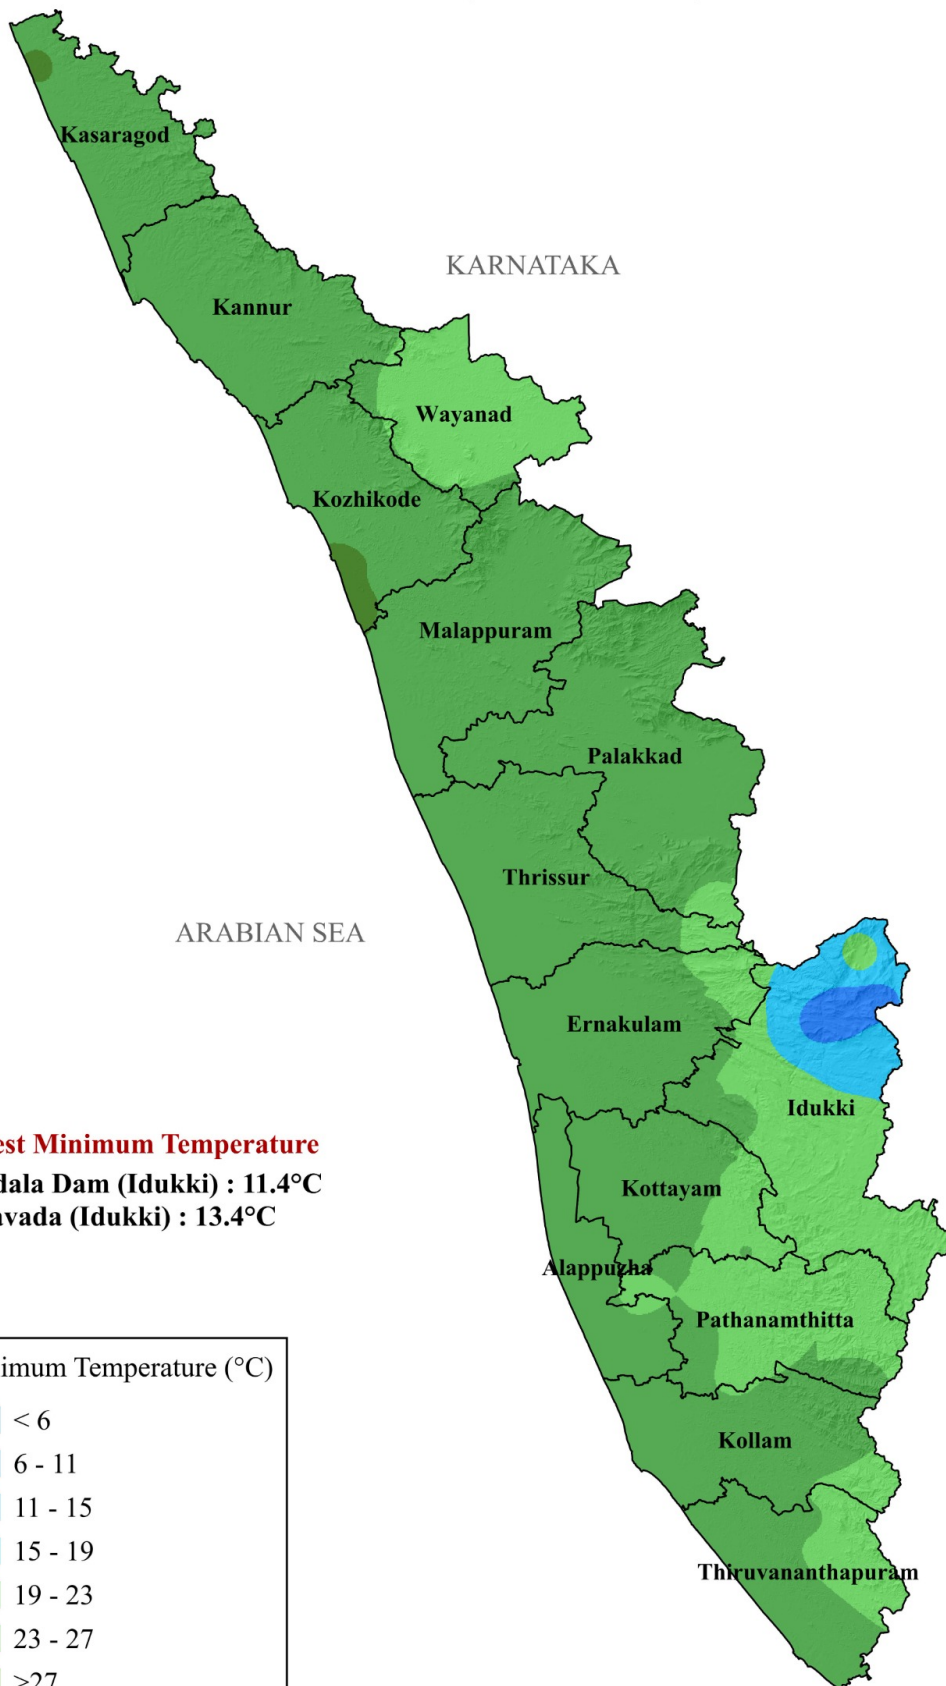 Kasaragod
KARNATAKA
Kannur
Wayanad
Kozhikode
Malappuram
Palakkad
Thrissur
ARABIAN SEA
Ernakulam
Idukki
est Minimum Temperature
dala Dam (Idukki) : 11.4°C
avada (Idukki) : 13.4°C
Kottayam
Alappuzha
Pathanamthitta
imum Temperature (°C)
< 6
6 - 11
11 - 15
15 - 19
19 - 23
23 - 27
>27
Kollam
Thiruvananthapuram